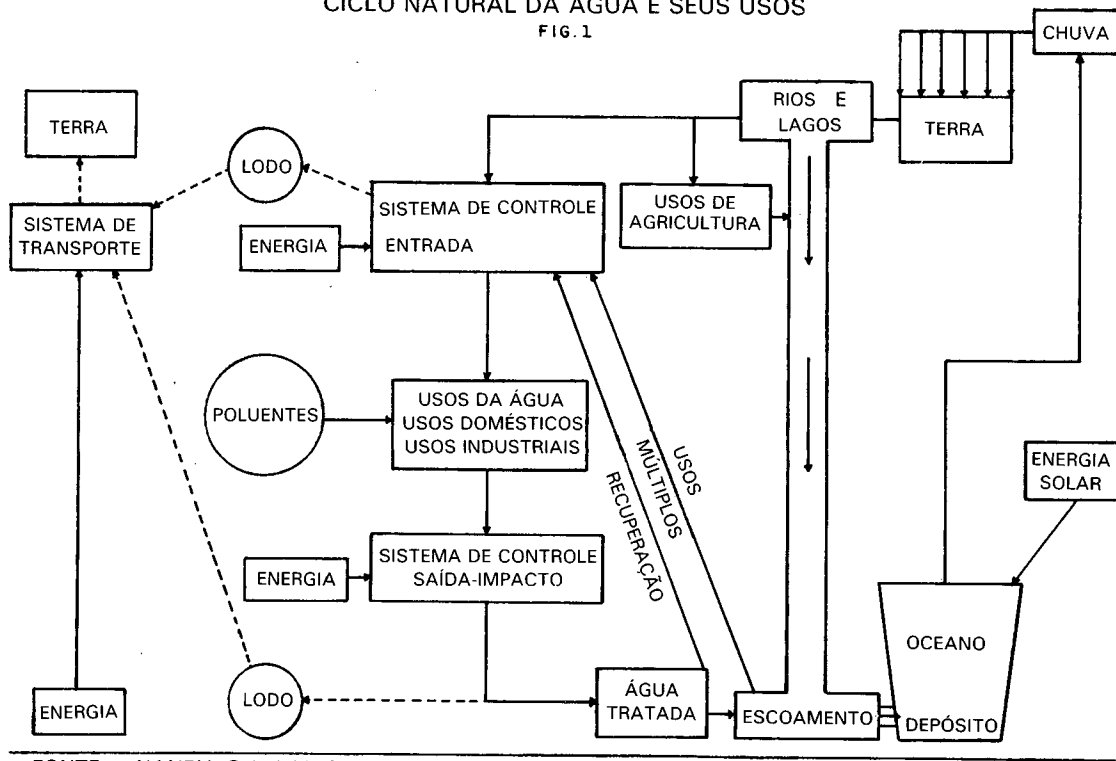 CICLO NATURAL DA ÁGUA E SEUS USOS
FIG.1
CHUVA
RIOS E
LAGOS
TERRA
TERRA
LODO
SISTEMA DE
TRANSPORTE
ENERGIA
SISTEMA DE CONTROLE
ENTRADA
USOS DE
AGRICULTURA
POLUENTES
USOS DA ÁGUA
USOS DOMÉSTICOS
USOS INDUSTRIAIS
USOS
MÚLTIPLOS
RECUPERAÇÃO
ENERGIA
SOLAR
ENERGIA
SISTEMA DE CONTROLE
SAÍDA-IMPACTO
OCEANO
DEPÓSITO
ENERGIA
LODO
ÁGUA
TRATADA
ESCOAMENTO